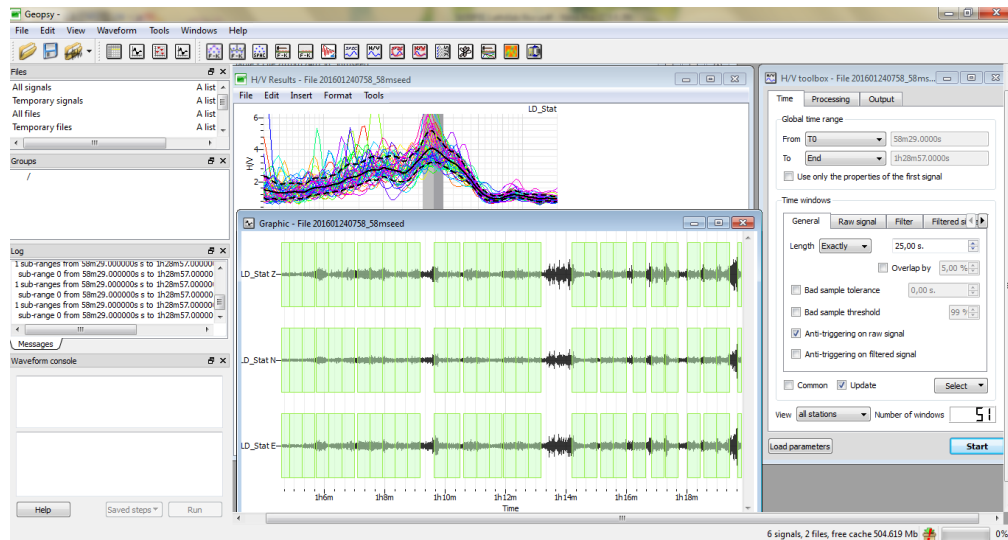 Geopsy -
File Edit View Waveform Tools Windows Help
Files
All signals A list
Temporary signals A list
All files A list
Temporary files A list
Groups
/
Log
1 sub-ranges from 58m29.000000s s to 1h28m57.00000
sub-range 0 from 58m29.000000s s to 1h28m57.00000
1 sub-ranges from 58m29.000000s s to 1h28m57.00000
sub-range 0 from 58m29.000000s s to 1h28m57.00000
1 sub-ranges from 58m29.000000s s to 1h28m57.00000
sub-range 0 from 58m29.000000s s to 1h28m57.00000
Messages
Waveform console
Help Saved steps Run
H/V Results - File 201601240758_58mseed
File Edit Insert Format Tools
LD_Stat
6
4
2
H/V
Graphic - File 201601240758_58mseed
LD_Stat Z
LD_Stat N
LD_Stat E
1h6m 1h8m 1h10m 1h12m 1h14m 1h16m 1h18m
Time
H/V toolbox - File 201601240758_58ms...
Time Processing Output
Global time range
From T0 58m29.0000s
To End 1h28m57.0000s
Use only the properties of the first signal
Time windows
General Raw signal Filter Filtered si
Length Exactly 25,00 s.
Overlap by 5,00 %
Bad sample tolerance 0,00 s.
Bad sample threshold 99 %
Anti-triggering on raw signal
Anti-triggering on filtered signal
Common Update Select
View all stations Number of windows 51
Load parameters Start
6 signals, 2 files, free cache 504.619 Mb 0%